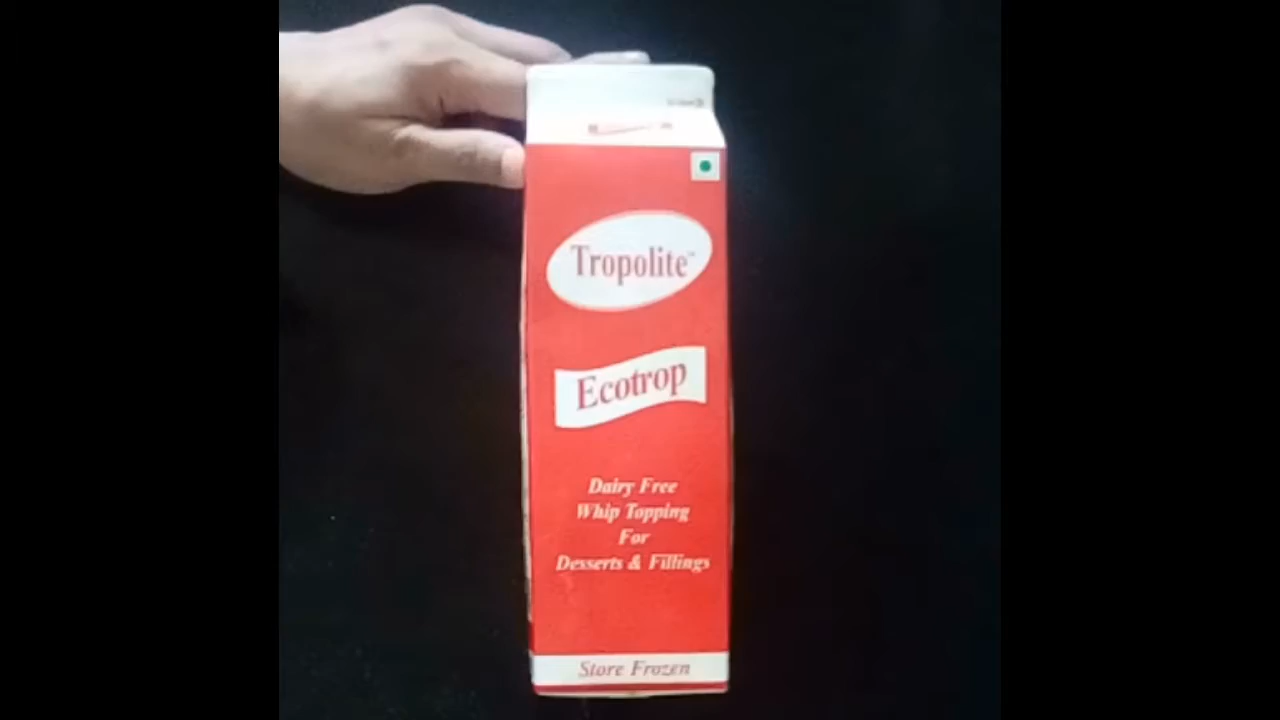 Tropolite™
Ecotrop
Dairy Free
Whip Topping
For
Desserts & Fillings
Store Frozen